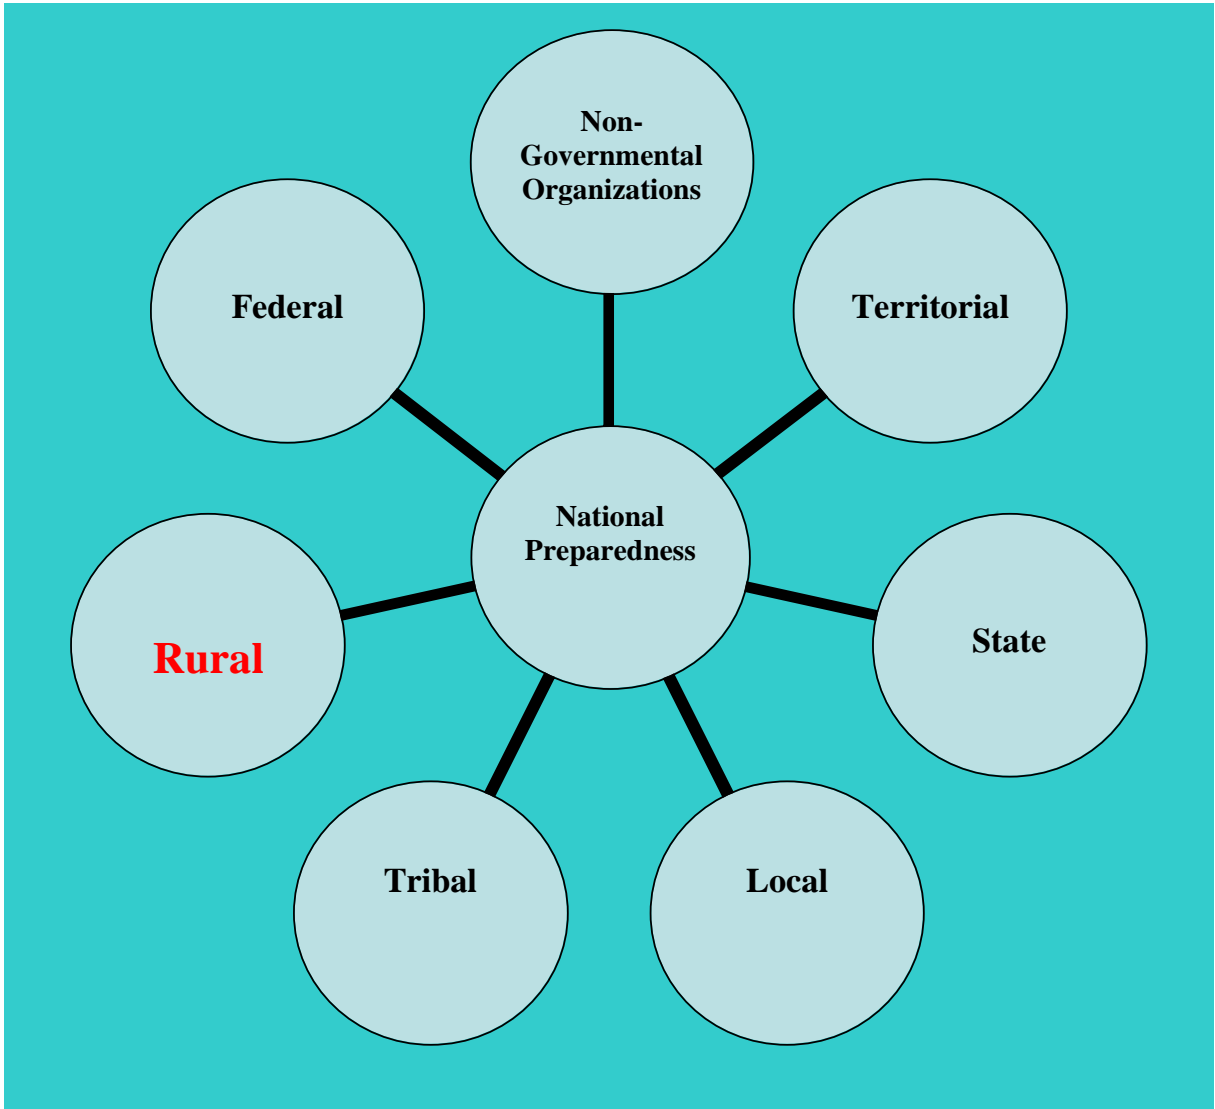 Non-
Governmental
Organizations
Federal
Territorial
National
Preparedness
Rural
State
Tribal
Local